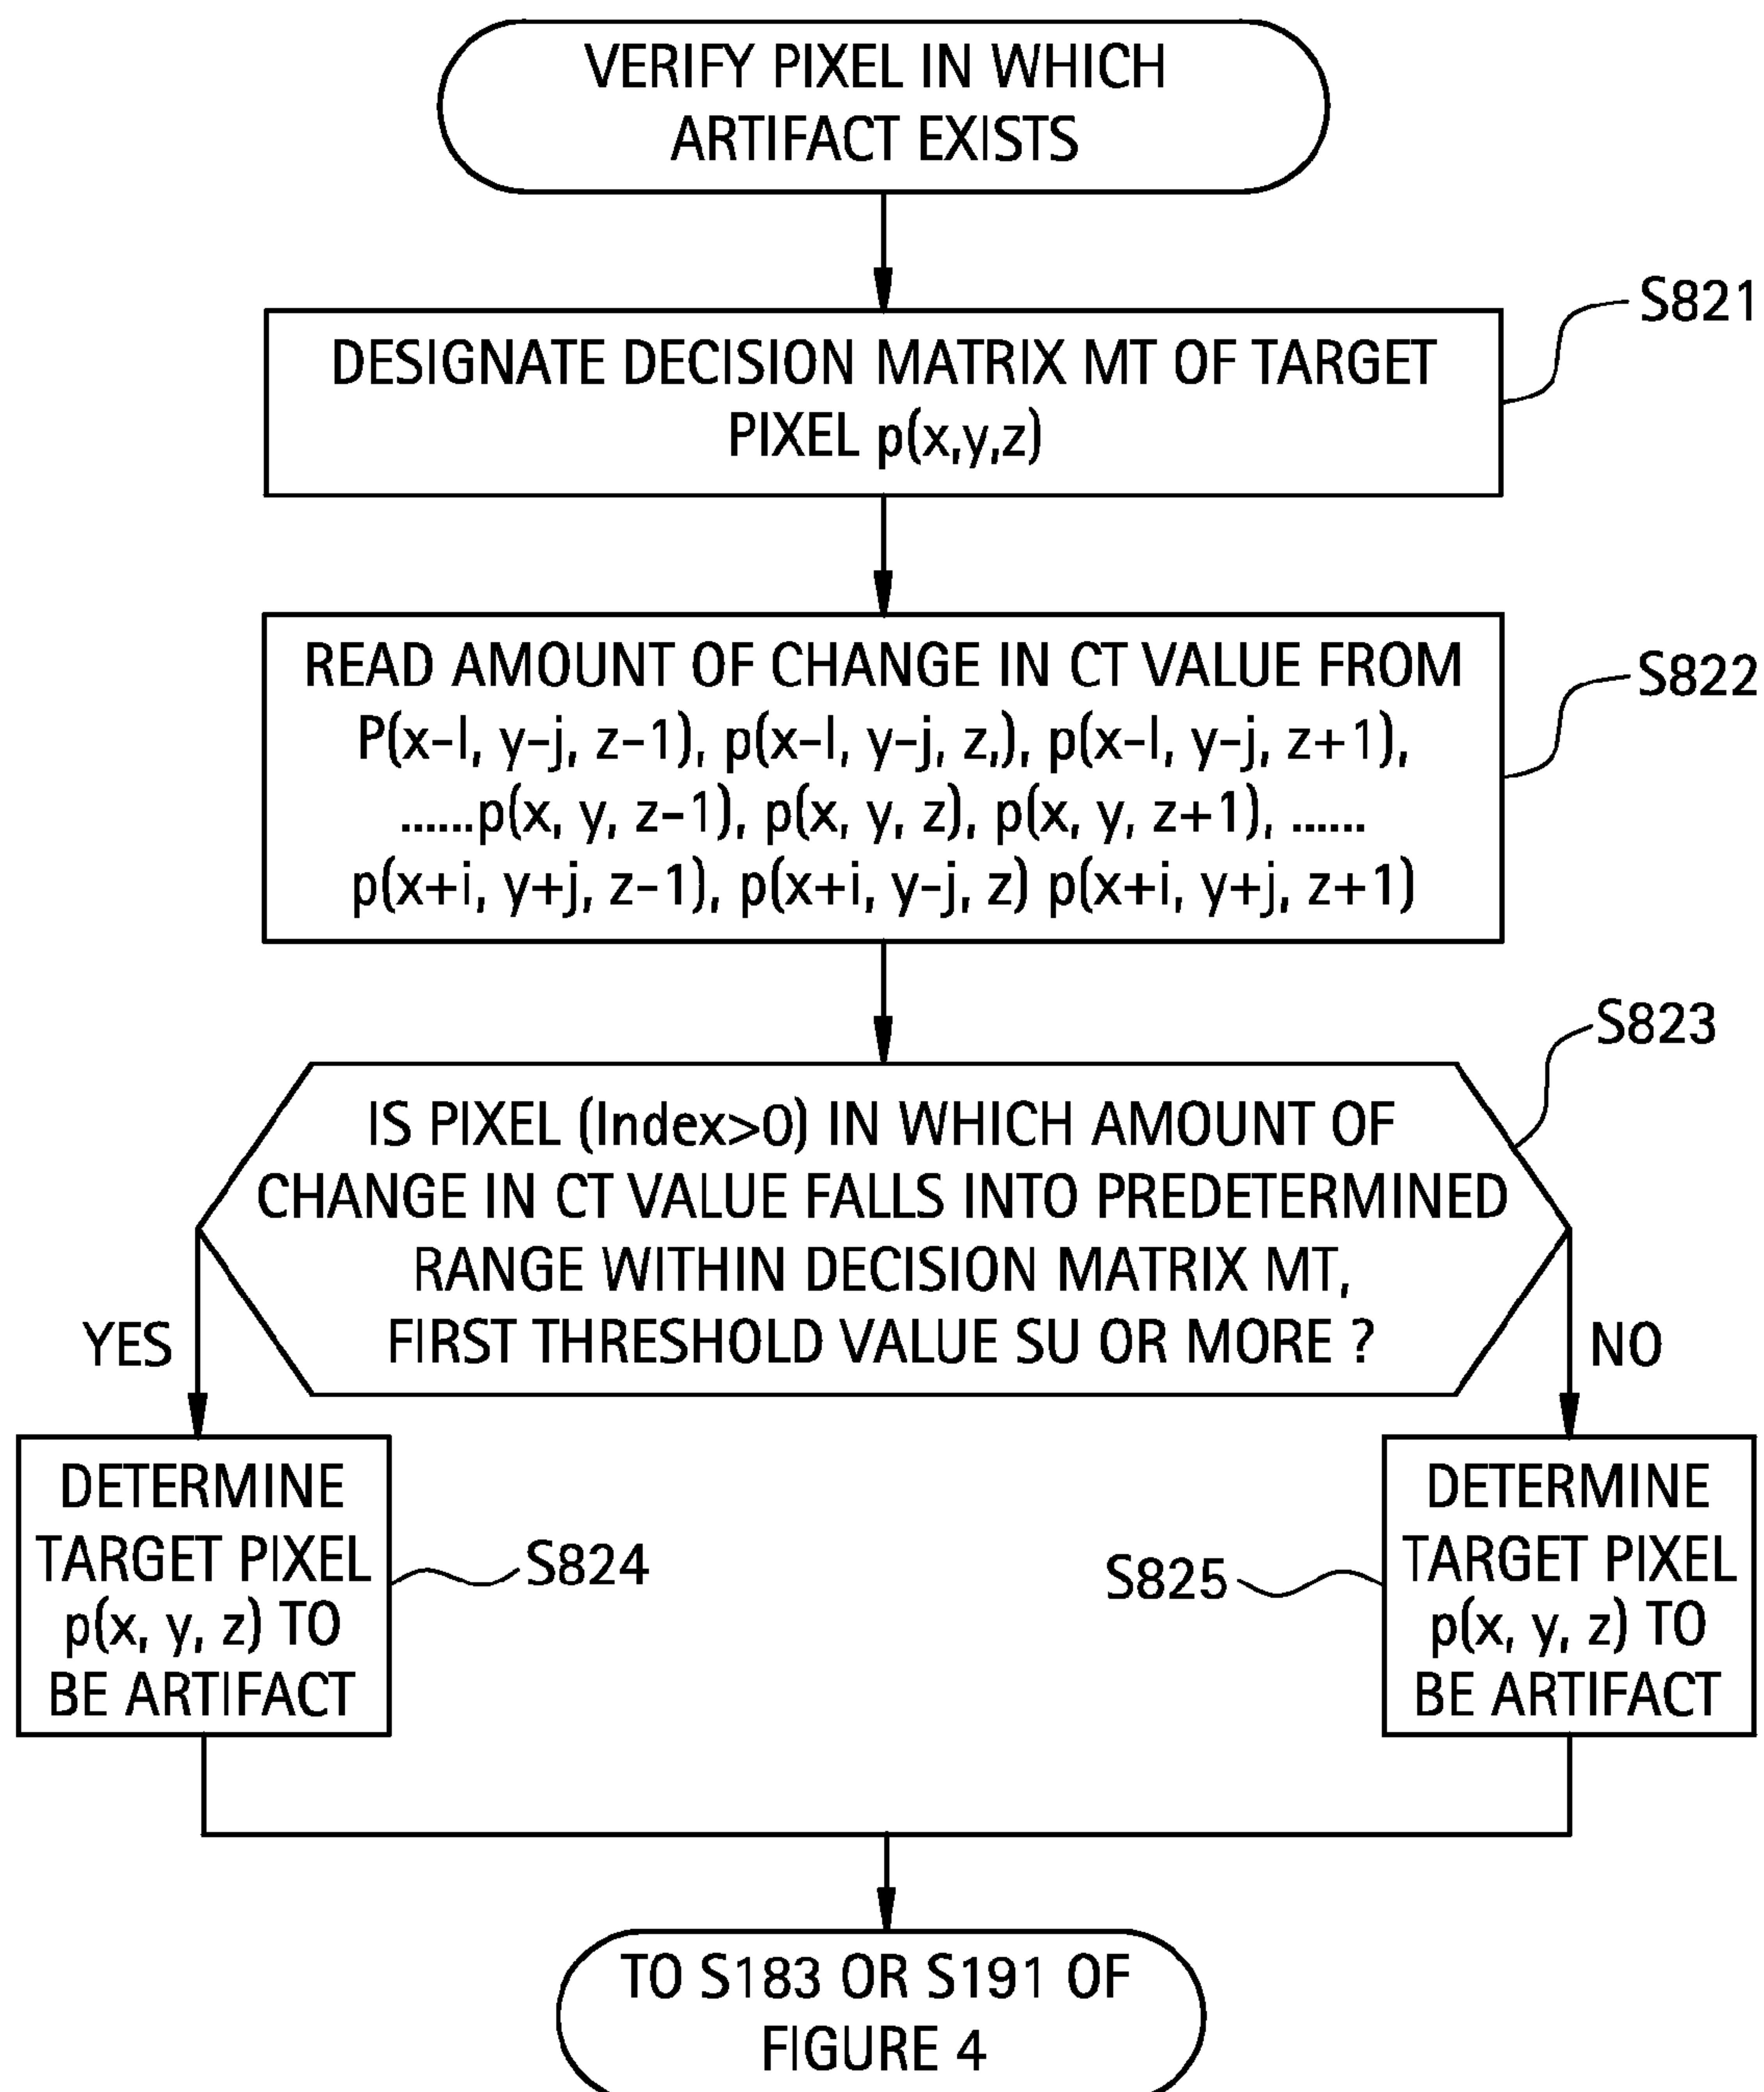 VERIFY PIXEL IN WHICH
ARTIFACT EXISTS
S821
DESIGNATE DECISION MATRIX MT OF TARGET
PIXEL p(x,y,z)
S822
READ AMOUNT OF CHANGE IN CT VALUE FROM
P(x-l, y-j, z-1), p(x-l, y-j, z,), p(x-l, y-j, z+1),
......p(x, y, z-1), p(x, y, z), p(x, y, z+1), ......
p(x+i, y+j, z-1), p(x+i, y-j, z) p(x+i, y+j, z+1)
S823
IS PIXEL (Index>0) IN WHICH AMOUNT OF
CHANGE IN CT VALUE FALLS INTO PREDETERMINED
RANGE WITHIN DECISION MATRIX MT,
FIRST THRESHOLD VALUE SU OR MORE ?
YES
NO
DETERMINE
TARGET PIXEL
p(x, y, z) TO
BE ARTIFACT
S824
S825
DETERMINE
TARGET PIXEL
p(x, y, z) TO
BE ARTIFACT
TO S183 OR S191 OF
FIGURE 4